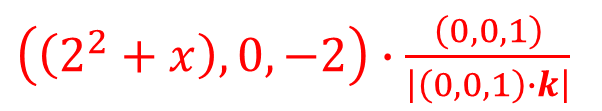 ((2² + x), 0, −2) · (0,0,1) / |(0,0,1)·k|